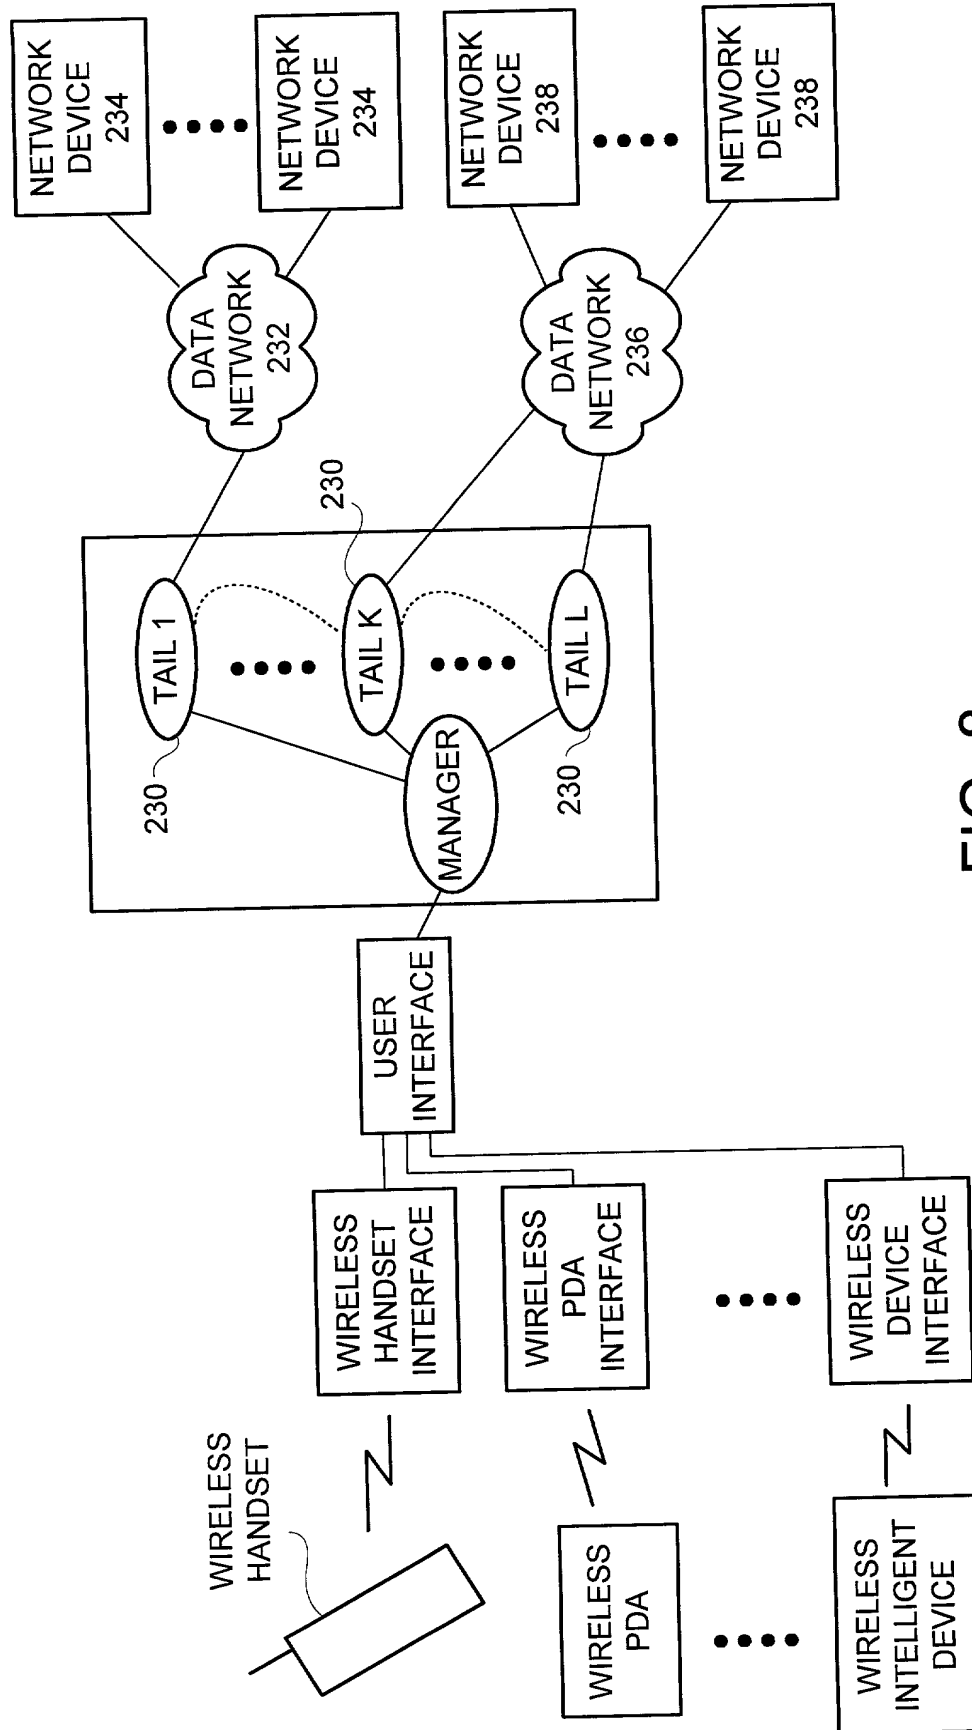 WIRELESS
HANDSET
WIRELESS
PDA
WIRELESS
INTELLIGENT
DEVICE
WIRELESS
HANDSET
INTERFACE
WIRELESS
PDA
INTERFACE
WIRELESS
DEVICE
INTERFACE
USER
INTERFACE
MANAGER
230
TAIL 1
230
TAIL K
230
TAIL L
DATA
NETWORK
232
DATA
NETWORK
236
NETWORK
DEVICE
234
NETWORK
DEVICE
234
NETWORK
DEVICE
238
NETWORK
DEVICE
238
FIG.